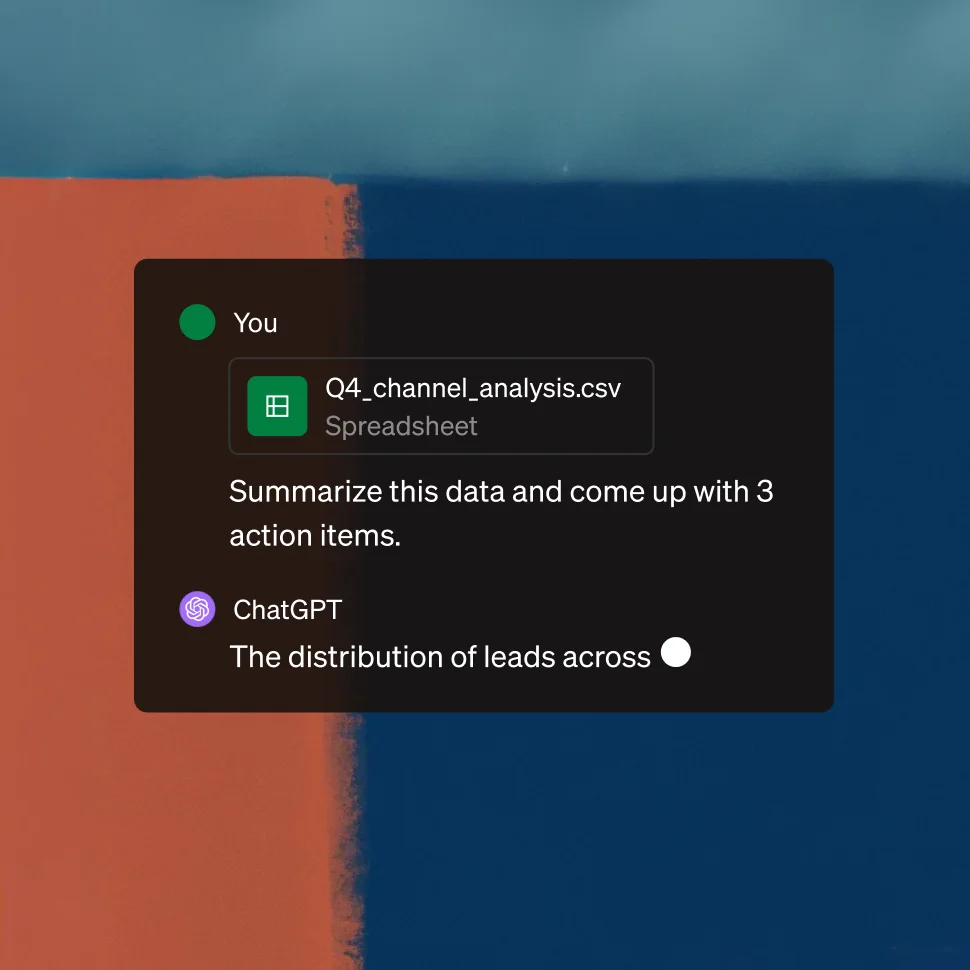 You
Q4_channel_analysis.csv
Spreadsheet
Summarize this data and come up with 3
action items.
ChatGPT
The distribution of leads across